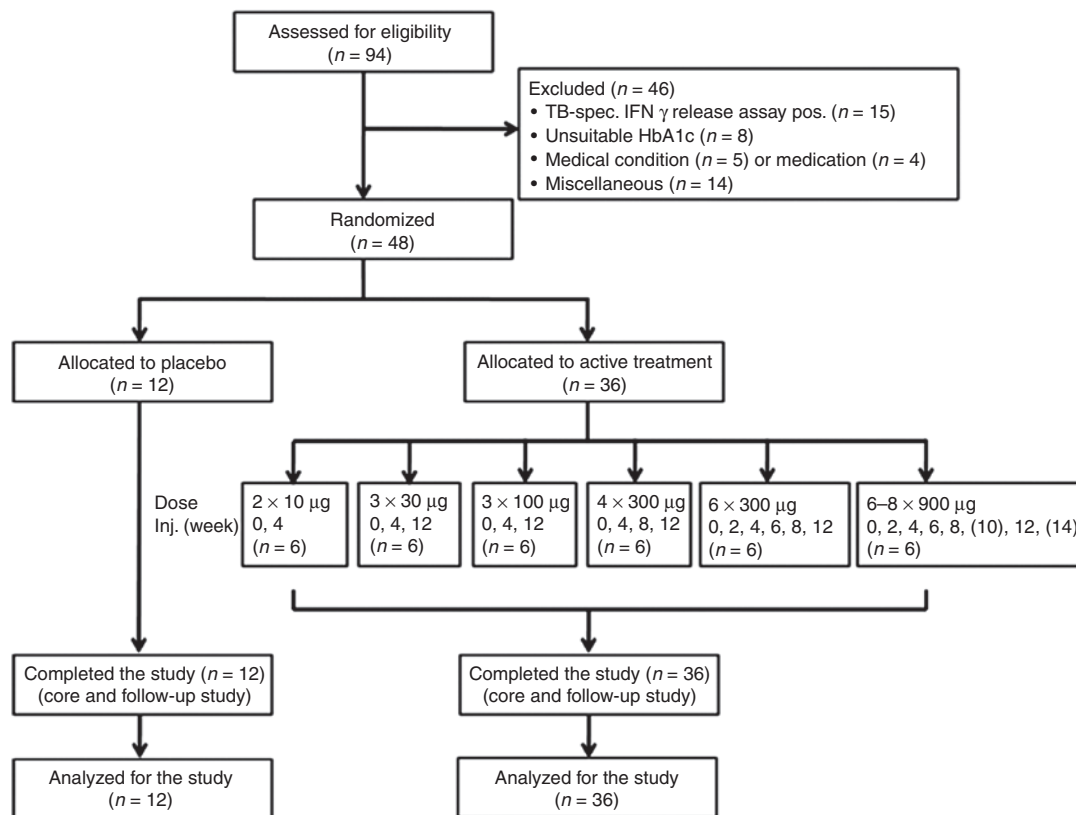 Assessed for eligibility
(n = 94)
Excluded (n = 46)
• TB-spec. IFN γ release assay pos. (n = 15)
• Unsuitable HbA1c (n = 8)
• Medical condition (n = 5) or medication (n = 4)
• Miscellaneous (n = 14)
Randomized
(n = 48)
Allocated to placebo
(n = 12)
Allocated to active treatment
(n = 36)
Dose
Inj. (week)
2 × 10 μg
0, 4
(n = 6)
3 × 30 μg
0, 4, 12
(n = 6)
3 × 100 μg
0, 4, 12
(n = 6)
4 × 300 μg
0, 4, 8, 12
(n = 6)
6 × 300 μg
0, 2, 4, 6, 8, 12
(n = 6)
6–8 × 900 μg
0, 2, 4, 6, 8, (10), 12, (14)
(n = 6)
Completed the study (n = 12)
(core and follow-up study)
Completed the study (n = 36)
(core and follow-up study)
Analyzed for the study
(n = 12)
Analyzed for the study
(n = 36)